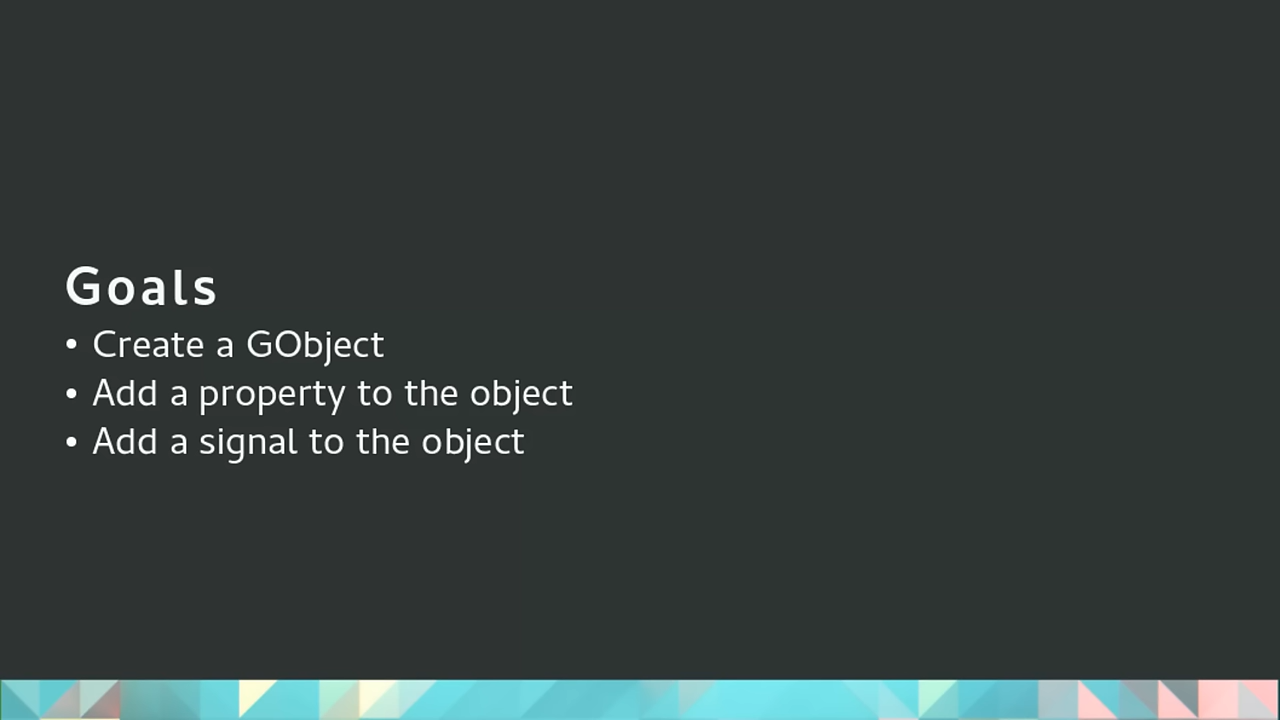 Goals
• Create a GObject
• Add a property to the object
• Add a signal to the object